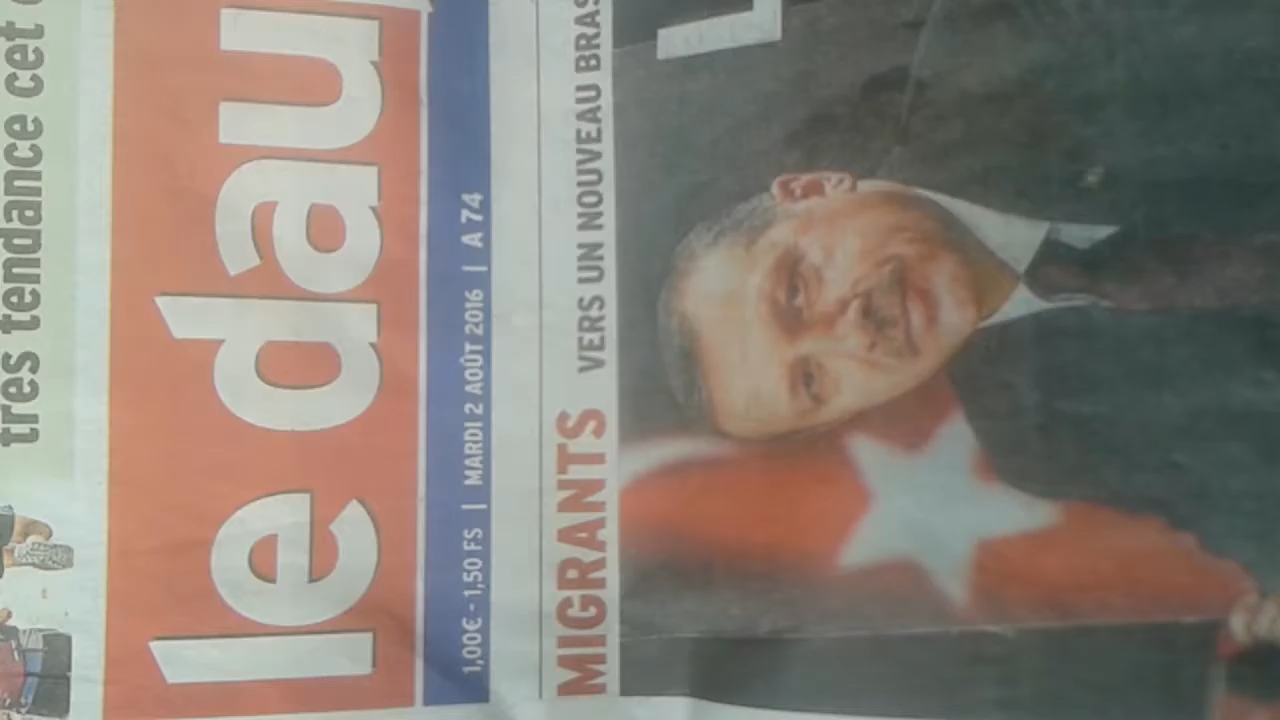 tres tendance cet
le dau
1,00€ - 1,50 FS | MARDI 2 AOÛT 2016 | A 74
MIGRANTS VERS UN NOUVEAU BRAS
L